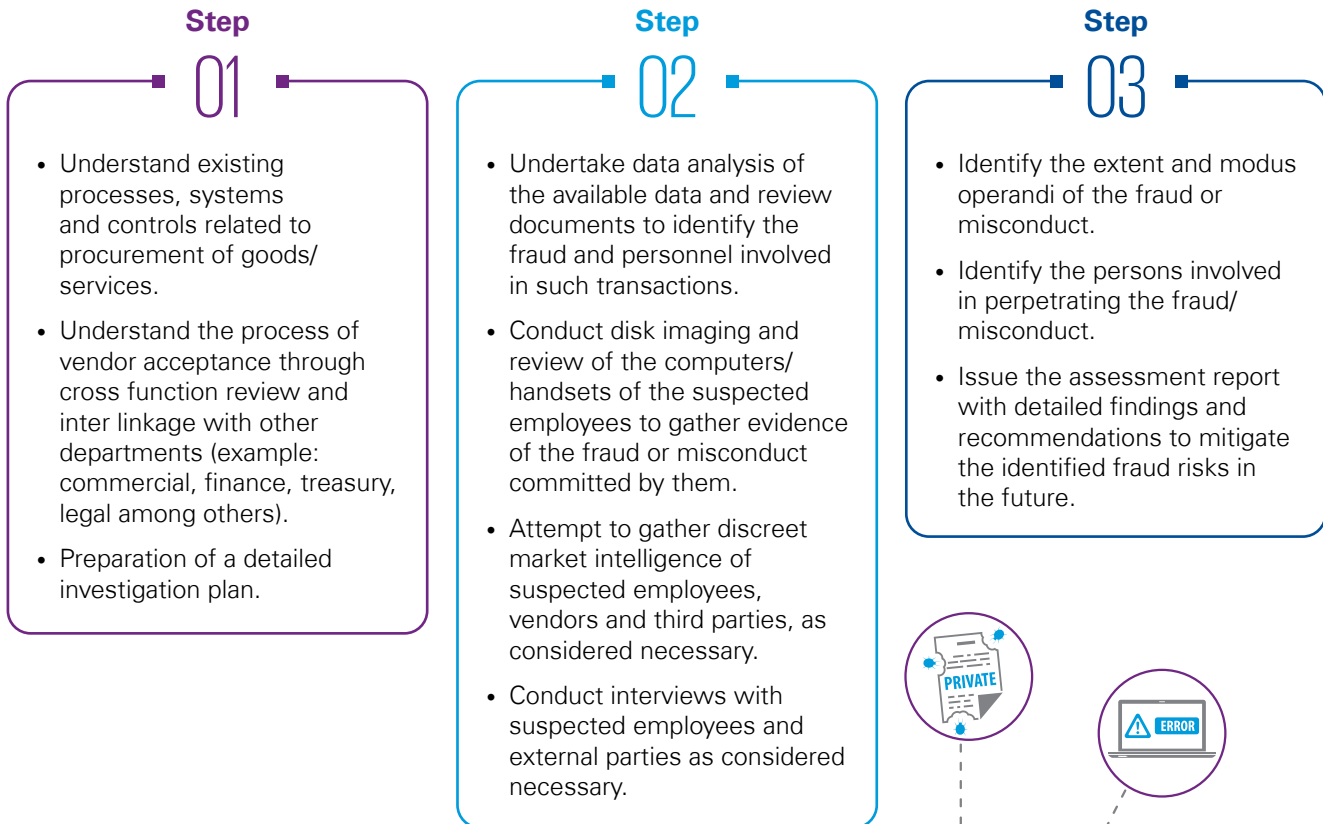 Step
01
• Understand existing
processes, systems
and controls related to
procurement of goods/
services.
• Understand the process of
vendor acceptance through
cross function review and
inter linkage with other
departments (example:
commercial, finance, treasury,
legal among others).
• Preparation of a detailed
investigation plan.
Step
02
• Undertake data analysis of
the available data and review
documents to identify the
fraud and personnel involved
in such transactions.
• Conduct disk imaging and
review of the computers/
handsets of the suspected
employees to gather evidence
of the fraud or misconduct
committed by them.
• Attempt to gather discreet
market intelligence of
suspected employees,
vendors and third parties, as
considered necessary.
• Conduct interviews with
suspected employees and
external parties as considered
necessary.
Step
03
• Identify the extent and modus
operandi of the fraud or
misconduct.
• Identify the persons involved
in perpetrating the fraud/
misconduct.
• Issue the assessment report
with detailed findings and
recommendations to mitigate
the identified fraud risks in
the future.
PRIVATE
ERROR